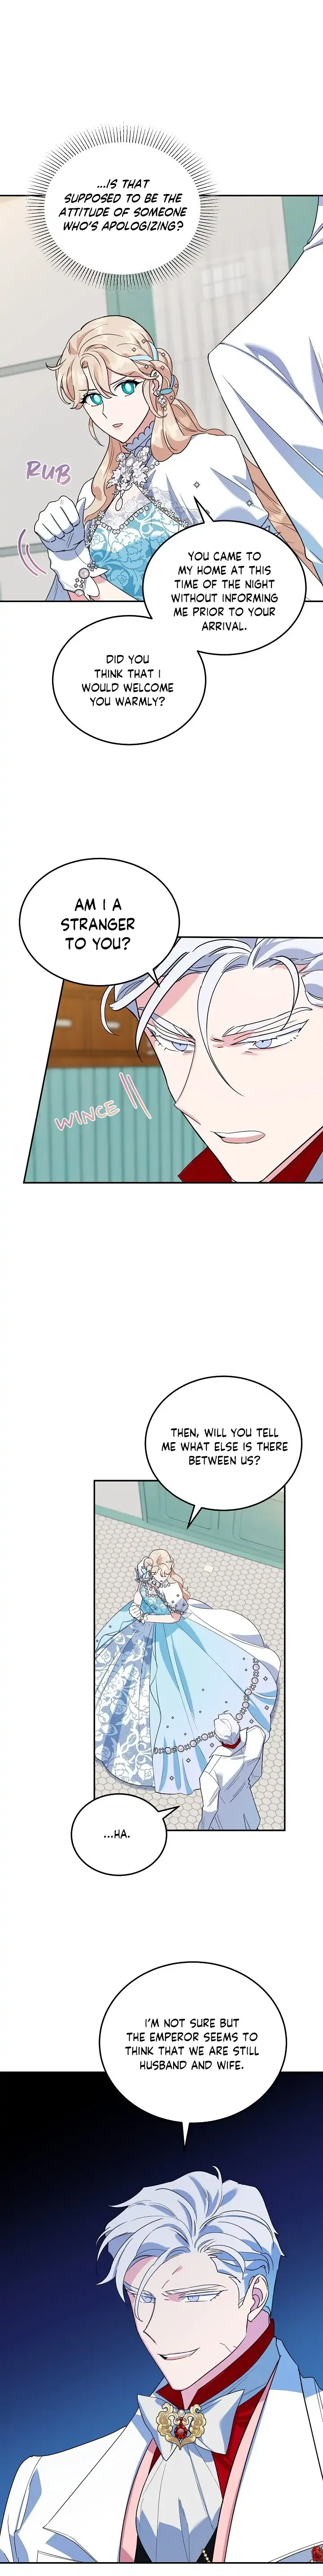 ...IS THAT
SUPPOSED TO BE THE
ATTITUDE OF SOMEONE
WHO'S APOLOGIZING?
RUB
YOU CAME TO
MY HOME AT THIS
TIME OF THE NIGHT
WITHOUT INFORMING
ME PRIOR TO YOUR
ARRIVAL.
DID YOU
THINK THAT I
WOULD WELCOME
YOU WARMLY?
AM I A
STRANGER
TO YOU?
WINCE
THEN, WILL YOU TELL
ME WHAT ELSE IS THERE
BETWEEN US?
...HA.
I'M NOT SURE BUT
THE EMPEROR SEEMS TO
THINK THAT WE ARE STILL
HUSBAND AND WIFE.